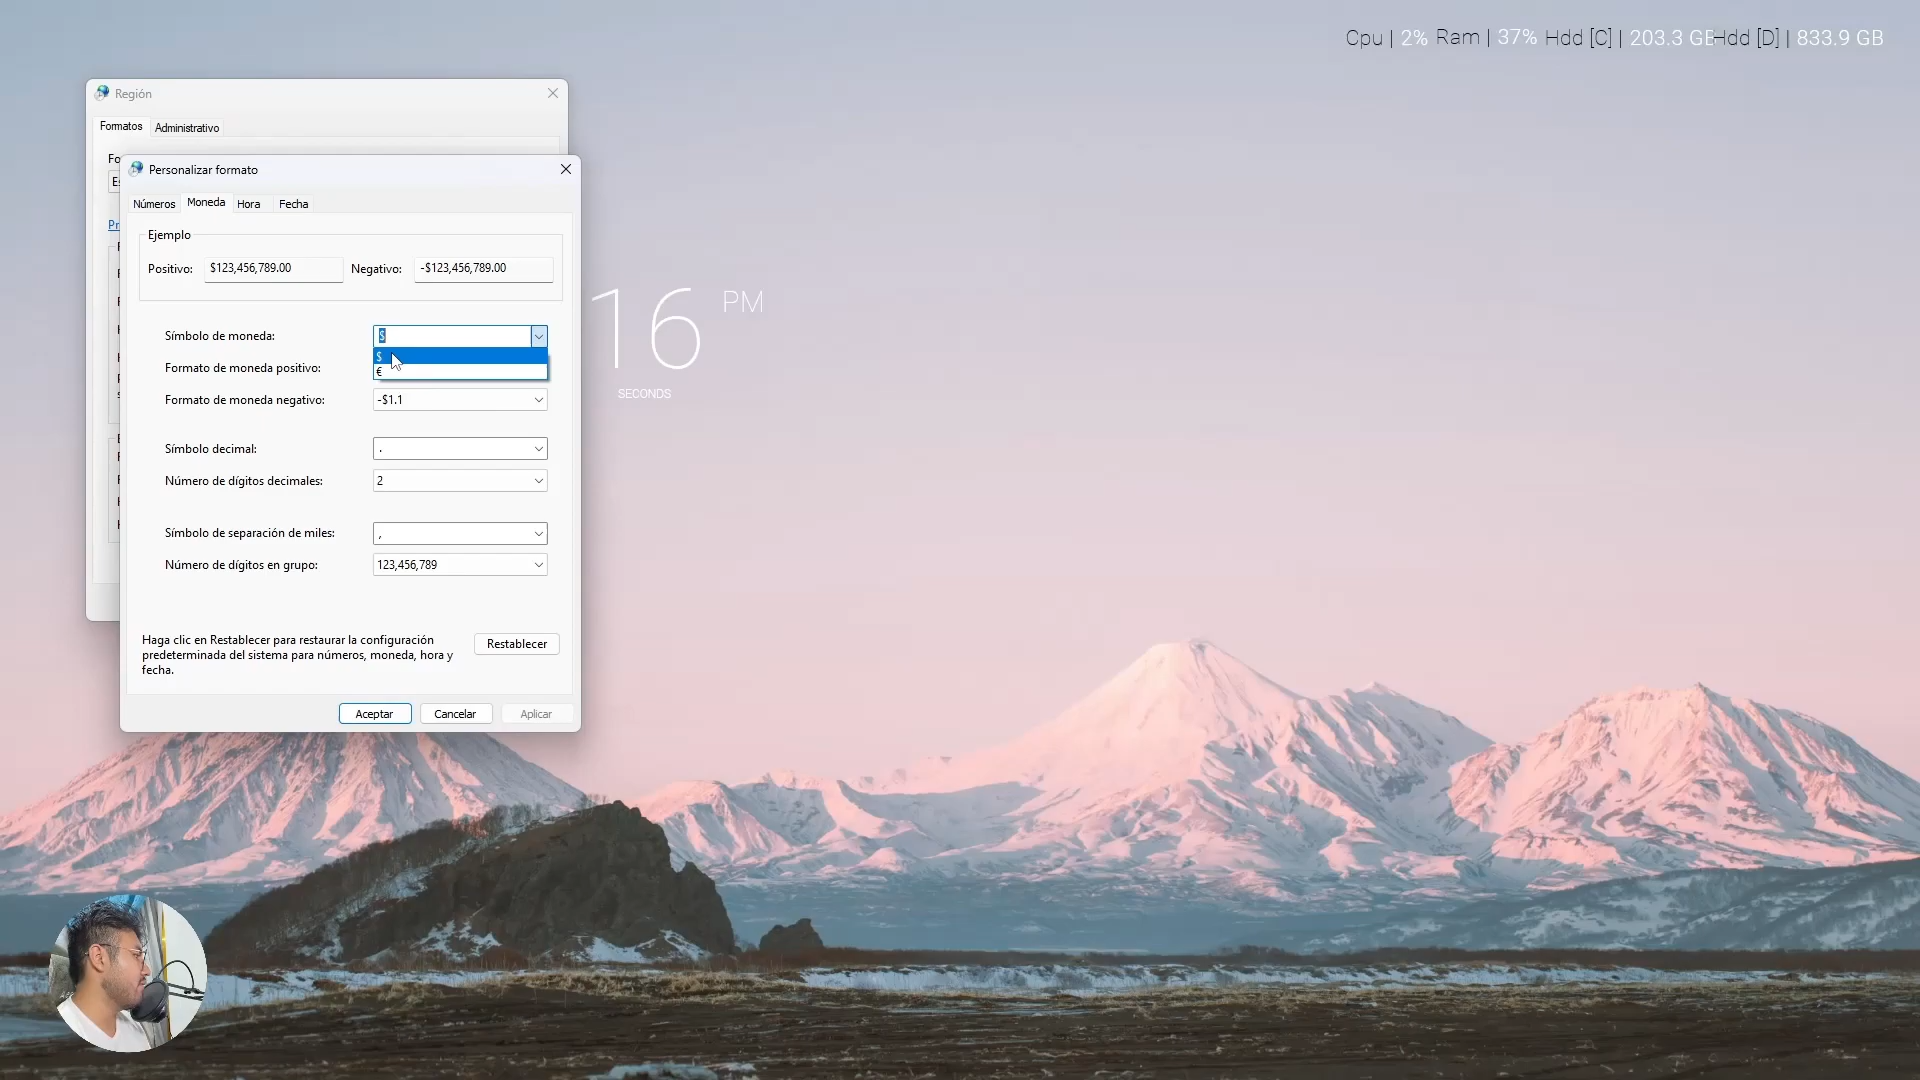 Cpu | 2% Ram | 37% Hdd [C] | 203.3 GB Hdd [D] | 833.9 GB
Región
Formatos Administrativo
Personalizar formato
Números Moneda Hora Fecha
Ejemplo
Positivo: $123,456,789.00 Negativo: -$123,456,789.00
Símbolo de moneda: $
$
€
Formato de moneda positivo:
Formato de moneda negativo: -$1.1
Símbolo decimal: .
Número de dígitos decimales: 2
Símbolo de separación de miles: ,
Número de dígitos en grupo: 123,456,789
Haga clic en Restablecer para restaurar la configuración
predeterminada del sistema para números, moneda, hora y
fecha.
Restablecer
Aceptar Cancelar Aplicar
16 PM
SECONDS